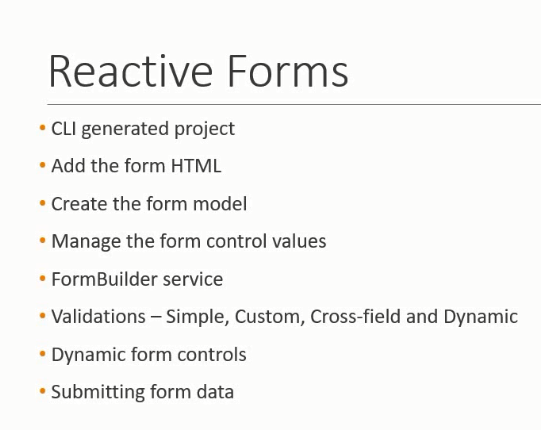 Reactive Forms
• CLI generated project
• Add the form HTML
• Create the form model
• Manage the form control values
• FormBuilder service
• Validations – Simple, Custom, Cross-field and Dynamic
• Dynamic form controls
• Submitting form data